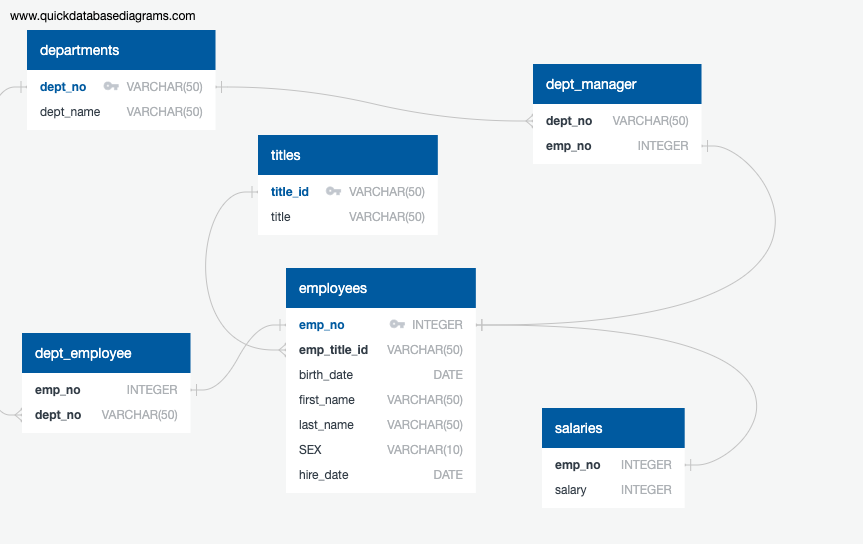 www.quickdatabasediagrams.com
departments
dept_no VARCHAR(50)
dept_name VARCHAR(50)
dept_manager
dept_no VARCHAR(50)
emp_no INTEGER
titles
title_id VARCHAR(50)
title VARCHAR(50)
employees
emp_no INTEGER
emp_title_id VARCHAR(50)
birth_date DATE
first_name VARCHAR(50)
last_name VARCHAR(50)
SEX VARCHAR(10)
hire_date DATE
dept_employee
emp_no INTEGER
dept_no VARCHAR(50)
salaries
emp_no INTEGER
salary INTEGER